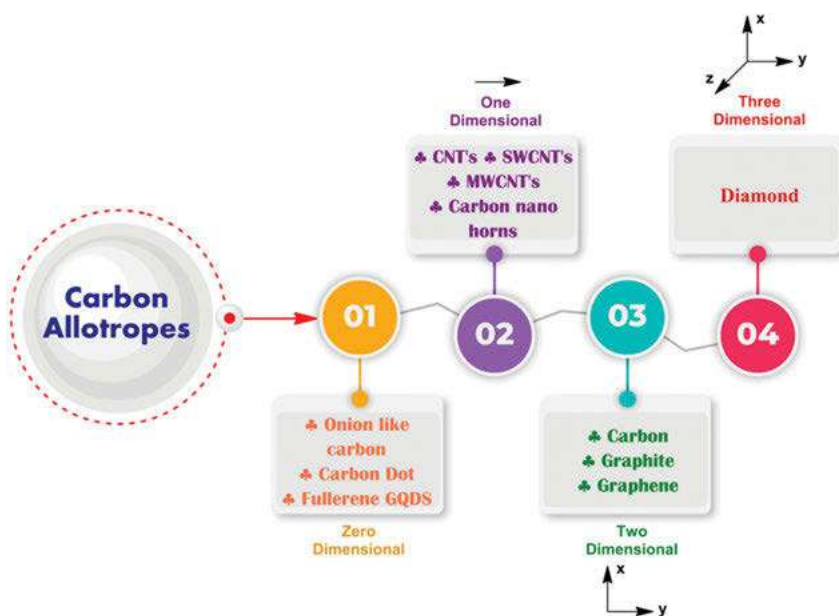 Carbon
Allotropes
01
Onion like
carbon
Carbon Dot
Fullerene GQDS
Zero
Dimensional
One
Dimensional
CNT's SWCNT's
MWCNT's
Carbon nano
horns
02
03
Carbon
Graphite
Graphene
Two
Dimensional
x
y
x
y
z
Three
Dimensional
Diamond
04